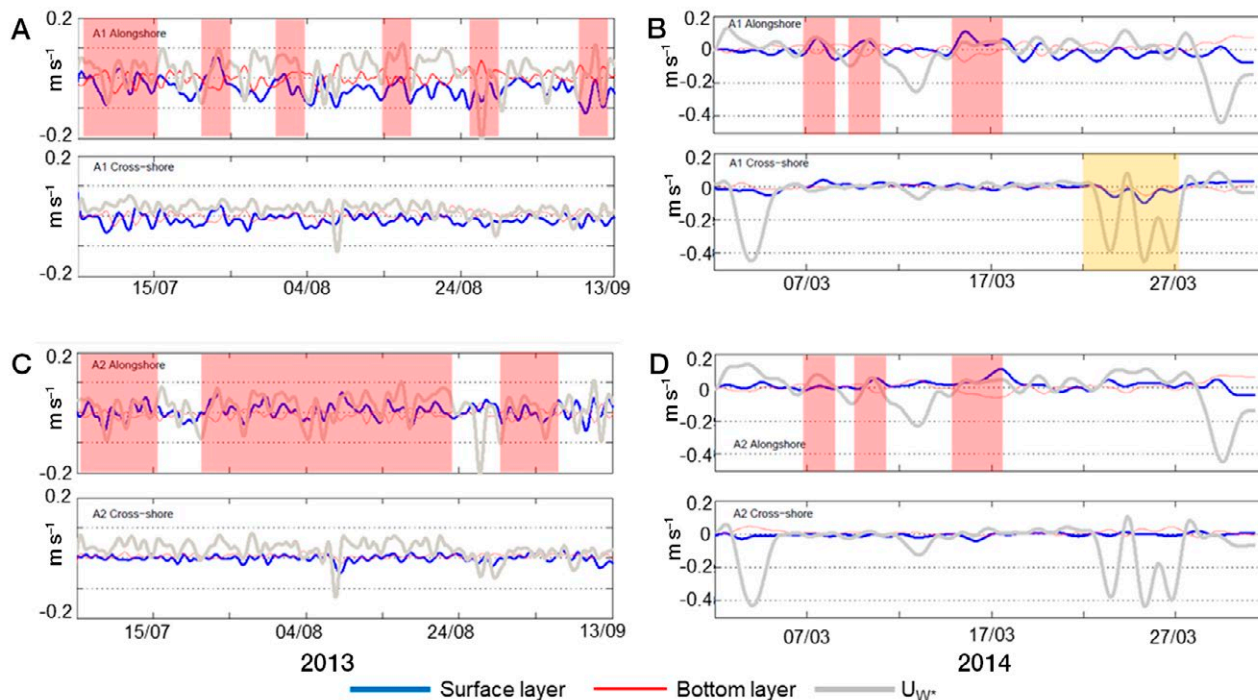 A
0.2
A1 Alongshore
m s⁻¹
-0.2
0.2
A1 Cross-shore
m s⁻¹
-0.2
15/07
04/08
24/08
13/09
B
0.2
A1 Alongshore
0
m s⁻¹
-0.2
-0.4
0.2
A1 Cross-shore
0
m s⁻¹
-0.4
07/03
17/03
27/03
C
0.2
A2 Alongshore
m s⁻¹
-0.2
0.2
A2 Cross-shore
m s⁻¹
-0.2
15/07
04/08
24/08
13/09
2013
D
0.2
0
m s⁻¹
-0.2
A2 Alongshore
-0.4
0.2
A2 Cross-shore
0
m s⁻¹
-0.2
-0.4
07/03
17/03
27/03
2014
Surface layer
Bottom layer
U_W*